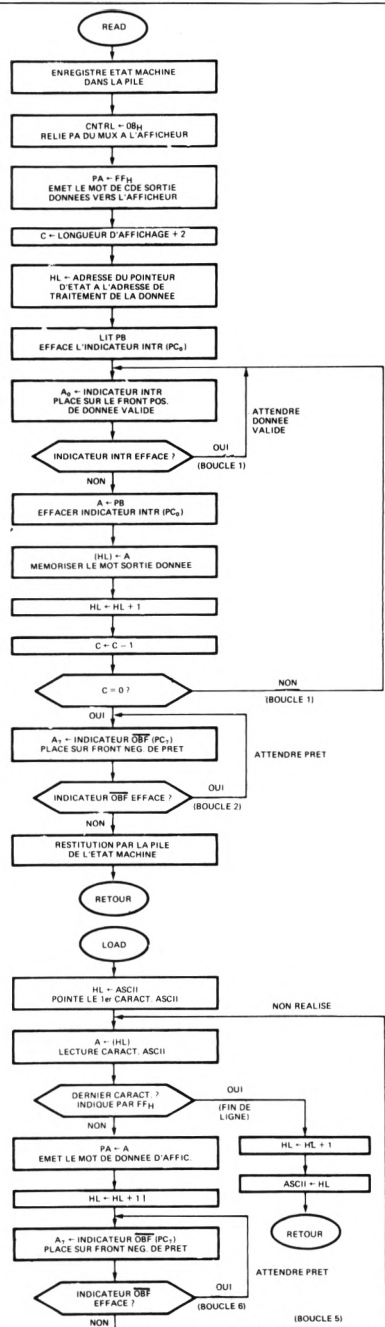 READ
ENREGISTRE ETAT MACHINE
DANS LA PILE
CNTRL ← 0B_H
RELIE PA DU MUX A L'AFFICHEUR
PA ← FF_H
EMET LE MOT DE CDE SORTIE
DONNEES VERS L'AFFICHEUR
C ← LONGUEUR D'AFFICHAGE + 2
HL ← ADRESSE DU POINTEUR
D'ETAT A L'ADRESSE DE
TRAITEMENT DE LA DONNEE
LIT PB
EFFACE L'INDICATEUR INTR (PC₀)
A₀ ← INDICATEUR INTR
PLACE SUR LE FRONT POS.
DE DONNEE VALIDE
ATTENDRE
DONNEE
VALIDE
INDICATEUR INTR EFFACE ?
OUI
(BOUCLE 1)
NON
A ← PB
EFFACER INDICATEUR INTR (PC₀)
(HL) ← A
MEMORISER LE MOT SORTIE DONNEE
HL ← HL + 1
C ← C − 1
C = 0 ?
NON
(BOUCLE 1)
OUI
A₇ ← INDICATEUR O̅B̅F̅ (PC₇)
PLACE SUR FRONT NEG. DE PRET
ATTENDRE PRET
INDICATEUR O̅B̅F̅ EFFACE ?
OUI
(BOUCLE 2)
NON
RESTITUTION PAR LA PILE
DE L'ETAT MACHINE
RETOUR
LOAD
HL ← ASCII
POINTE LE 1er CARACT. ASCII
NON REALISE
A ← (HL)
LECTURE CARACT. ASCII
DERNIER CARACT. ?
INDIQUE PAR FF_H
OUI
(FIN DE
LIGNE)
NON
PA ← A
EMET LE MOT DE DONNEE D'AFFIC.
HL ← HL + 1
ASCII ← HL
HL ← HL + 1 I
RETOUR
A₇ ← INDICATEUR O̅B̅F̅ (PC₇)
PLACE SUR FRONT NEG. DE PRET
ATTENDRE PRET
INDICATEUR O̅B̅F̅
EFFACE ?
OUI
(BOUCLE 6)
NON
(BOUCLE 5)